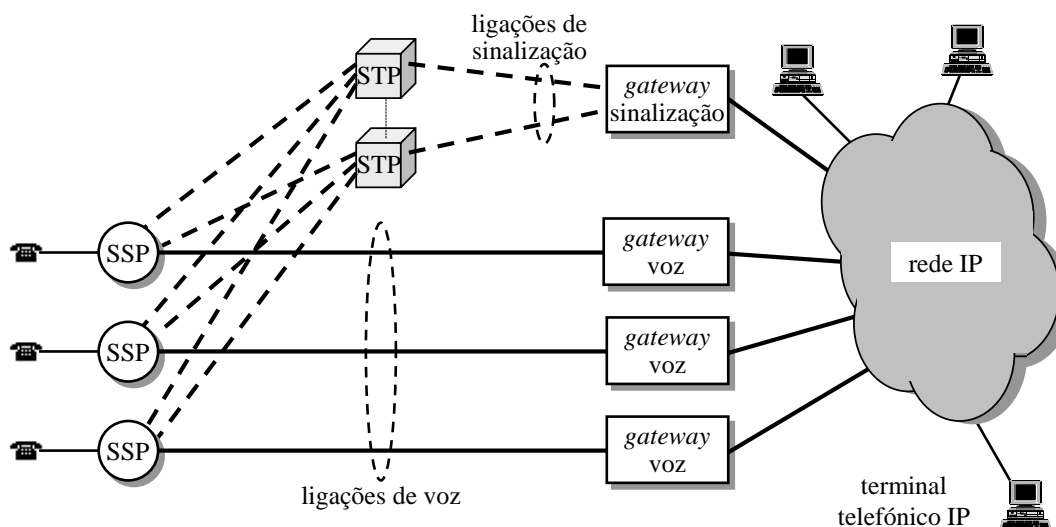 ligações de
sinalização
STP
gateway
sinalização
STP
SSP
gateway
voz
rede IP
SSP
gateway
voz
SSP
gateway
voz
ligações de voz
terminal
telefónico IP